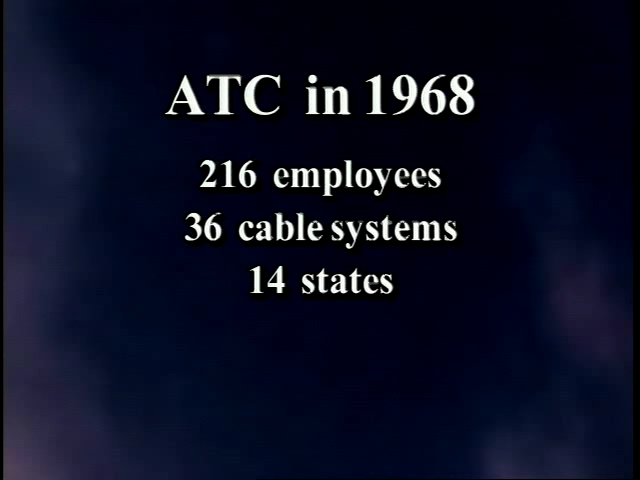 ATC in 1968
216 employees
36 cable systems
14 states